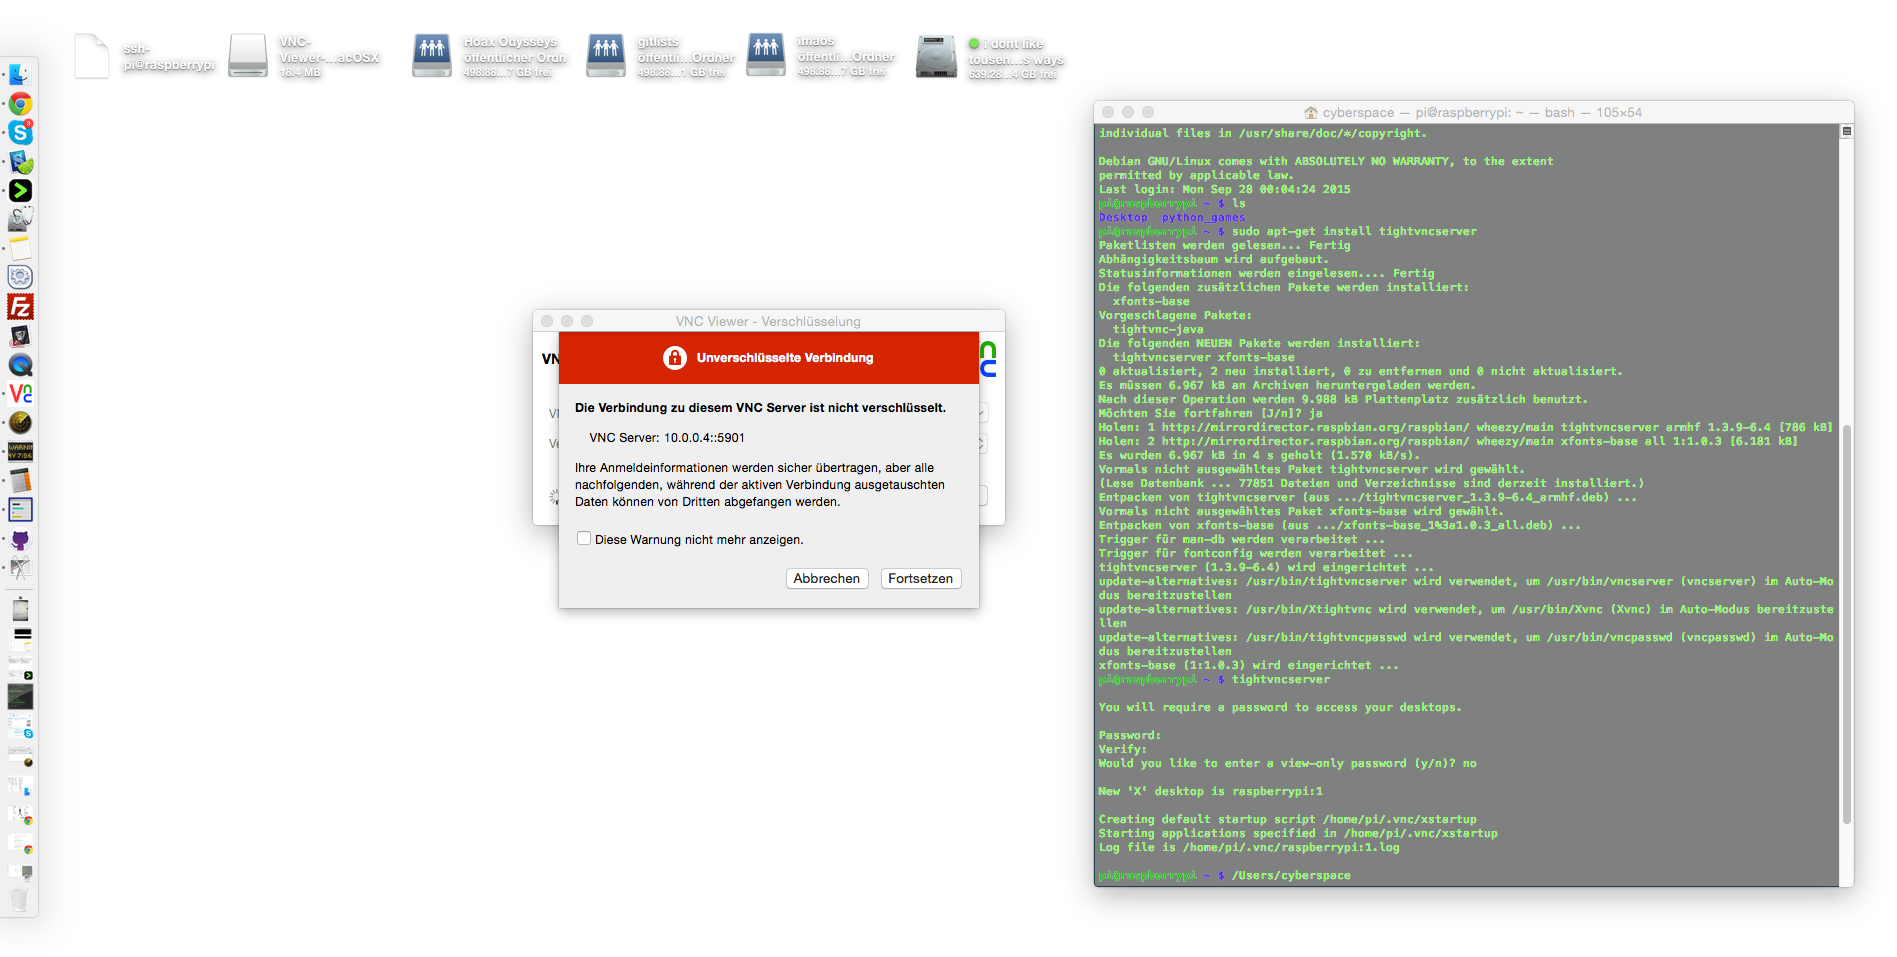 ssh-
pi@raspberrypi
VNC-
Viewer-...acOSX
18.4 MB
Hoax Odysseys
öffentlicher Ordn
498.88...7 GB frei
gitlists
öffentli...Ordner
498.88...1 GB frei
imaos
öffentli...Ordner
498.88...7 GB frei
i dont like
tousen...s ways
639.28...4 GB frei
cyberspace — pi@raspberrypi: ~ — bash — 105×54
individual files in /usr/share/doc/*/copyright.
Debian GNU/Linux comes with ABSOLUTELY NO WARRANTY, to the extent
permitted by applicable law.
Last login: Mon Sep 28 00:04:24 2015
pi@raspberrypi ~ $ ls
Desktop  python_games
pi@raspberrypi ~ $ sudo apt-get install tightvncserver
Paketlisten werden gelesen... Fertig
Abhängigkeitsbaum wird aufgebaut.
Statusinformationen werden eingelesen.... Fertig
Die folgenden zusätzlichen Pakete werden installiert:
  xfonts-base
Vorgeschlagene Pakete:
  tightvnc-java
Die folgenden NEUEN Pakete werden installiert:
  tightvncserver xfonts-base
0 aktualisiert, 2 neu installiert, 0 zu entfernen und 0 nicht aktualisiert.
Es müssen 6.967 kB an Archiven heruntergeladen werden.
Nach dieser Operation werden 9.988 kB Plattenplatz zusätzlich benutzt.
Möchten Sie fortfahren [J/n]? ja
Holen: 1 http://mirrordirector.raspbian.org/raspbian/ wheezy/main tightvncserver armhf 1.3.9-6.4 [786 kB]
Holen: 2 http://mirrordirector.raspbian.org/raspbian/ wheezy/main xfonts-base all 1:1.0.3 [6.181 kB]
Es wurden 6.967 kB in 4 s geholt (1.570 kB/s).
Vormals nicht ausgewähltes Paket tightvncserver wird gewählt.
(Lese Datenbank ... 77851 Dateien und Verzeichnisse sind derzeit installiert.)
Entpacken von tightvncserver (aus .../tightvncserver_1.3.9-6.4_armhf.deb) ...
Vormals nicht ausgewähltes Paket xfonts-base wird gewählt.
Entpacken von xfonts-base (aus .../xfonts-base_1%3a1.0.3_all.deb) ...
Trigger für man-db werden verarbeitet ...
Trigger für fontconfig werden verarbeitet ...
tightvncserver (1.3.9-6.4) wird eingerichtet ...
update-alternatives: /usr/bin/tightvncserver wird verwendet, um /usr/bin/vncserver (vncserver) im Auto-Mo
dus bereitzustellen
update-alternatives: /usr/bin/Xtightvnc wird verwendet, um /usr/bin/Xvnc (Xvnc) im Auto-Modus bereitzuste
llen
update-alternatives: /usr/bin/tightvncpasswd wird verwendet, um /usr/bin/vncpasswd (vncpasswd) im Auto-Mo
dus bereitzustellen
xfonts-base (1:1.0.3) wird eingerichtet ...
pi@raspberrypi ~ $ tightvncserver
You will require a password to access your desktops.
Password:
Verify:
Would you like to enter a view-only password (y/n)? no
New 'X' desktop is raspberrypi:1
Creating default startup script /home/pi/.vnc/xstartup
Starting applications specified in /home/pi/.vnc/xstartup
Log file is /home/pi/.vnc/raspberrypi:1.log
pi@raspberrypi ~ $ /Users/cyberspace
VNC Viewer - Verschlüsselung
Unverschlüsselte Verbindung
Die Verbindung zu diesem VNC Server ist nicht verschlüsselt.
VNC Server: 10.0.0.4::5901
Ihre Anmeldeinformationen werden sicher übertragen, aber alle
nachfolgenden, während der aktiven Verbindung ausgetauschten
Daten können von Dritten abgefangen werden.
Diese Warnung nicht mehr anzeigen.
Abbrechen
Fortsetzen